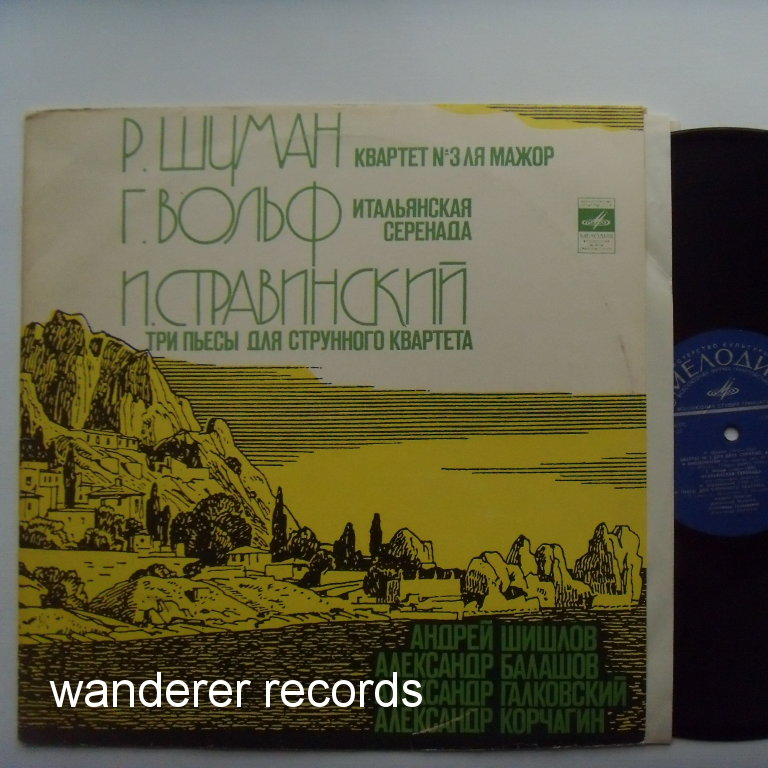 Р. ШУМАН
КВАРТЕТ №3 ЛЯ МАЖОР
Г. ВОЛЬФ
ИТАЛЬЯНСКАЯ
СЕРЕНАДА
И. СТРАВИНСКИЙ
ТРИ ПЬЕСЫ ДЛЯ СТРУННОГО КВАРТЕТА
МЕЛОДИЯ
МЕЛОДИ
АНДРЕЙ ШИШЛОВ
АЛЕКСАНДР БАЛАШОВ
ГАЛКОВСКИЙ
АЛЕКСАНДР КОРЧАГИН
wanderer records